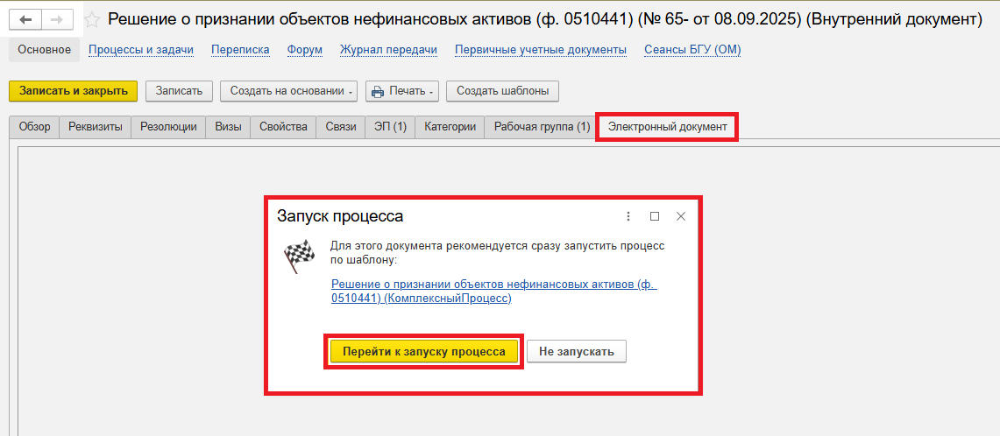 Решение о признании объектов нефинансовых активов (ф. 0510441) (№ 65- от 08.09.2025) (Внутренний документ)
Основное Процессы и задачи Переписка Форум Журнал передачи Первичные учетные документы Сеансы БГУ (ОМ)
Записать и закрыть Записать Создать на основании Печать Создать шаблоны
Обзор Реквизиты Резолюции Визы Свойства Связи ЭП (1) Категории Рабочая группа (1) Электронный документ
Запуск процесса
Для этого документа рекомендуется сразу запустить процесс
по шаблону:
Решение о признании объектов нефинансовых активов (ф.
0510441) (КомплексныйПроцесс)
Перейти к запуску процесса Не запускать